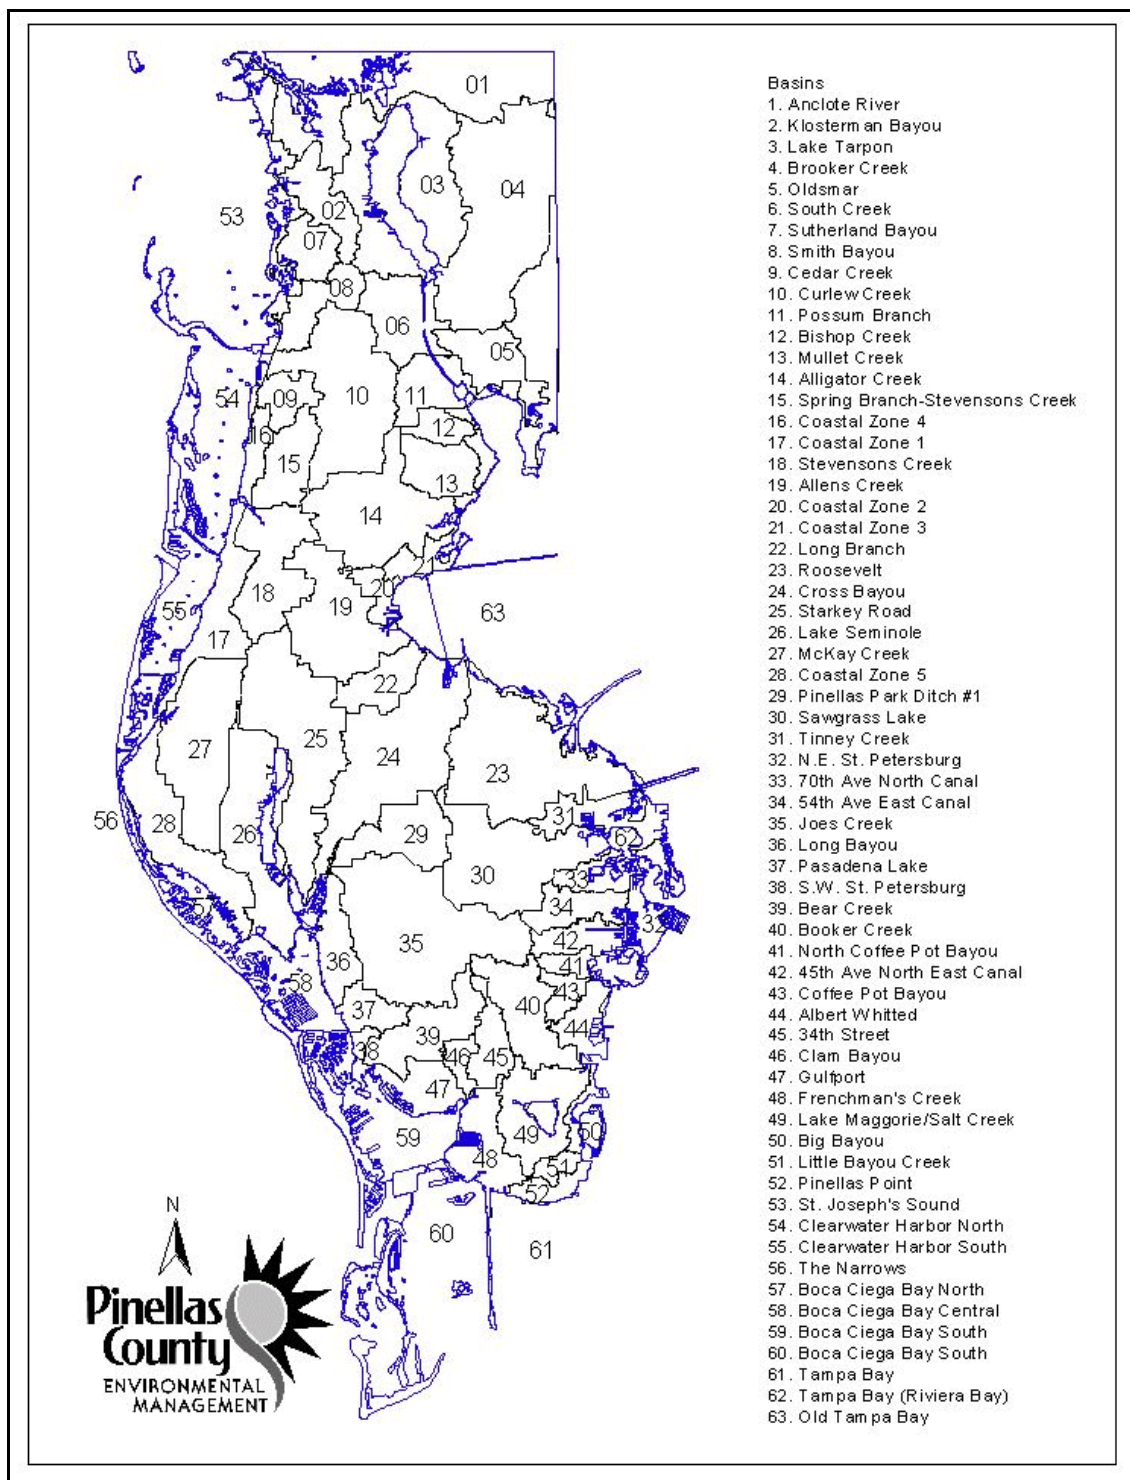 01
03
04
02
53
07
17
08
06
05
54
09
10
11
16
12
15
13
14
21
20
18
19
63
55
17
22
25
27
24
23
31
56
28
26
29
62
30
33
57
34
32
35
42
36
41
58
43
40
37
44
39
38
46
45
47
59
49
50
48
51
52
60
61
Basins
1. Anclote River
2. Klosterman Bayou
3. Lake Tarpon
4. Brooker Creek
5. Oldsmar
6. South Creek
7. Sutherland Bayou
8. Smith Bayou
9. Cedar Creek
10. Curlew Creek
11. Possum Branch
12. Bishop Creek
13. Mullet Creek
14. Alligator Creek
15. Spring Branch-Stevensons Creek
16. Coastal Zone 4
17. Coastal Zone 1
18. Stevensons Creek
19. Allens Creek
20. Coastal Zone 2
21. Coastal Zone 3
22. Long Branch
23. Roosevelt
24. Cross Bayou
25. Starkey Road
26. Lake Seminole
27. McKay Creek
28. Coastal Zone 5
29. Pinellas Park Ditch #1
30. Sawgrass Lake
31. Tinney Creek
32. N.E. St. Petersburg
33. 70th Ave North Canal
34. 54th Ave East Canal
35. Joes Creek
36. Long Bayou
37. Pasadena Lake
38. S.W. St. Petersburg
39. Bear Creek
40. Booker Creek
41. North Coffee Pot Bayou
42. 45th Ave North East Canal
43. Coffee Pot Bayou
44. Albert Whitted
45. 34th Street
46. Clam Bayou
47. Gulfport
48. Frenchman's Creek
49. Lake Maggorie/Salt Creek
50. Big Bayou
51. Little Bayou Creek
52. Pinellas Point
53. St. Joseph's Sound
54. Clearwater Harbor North
55. Clearwater Harbor South
56. The Narrows
57. Boca Ciega Bay North
58. Boca Ciega Bay Central
59. Boca Ciega Bay South
60. Boca Ciega Bay South
61. Tampa Bay
62. Tampa Bay (Riviera Bay)
63. Old Tampa Bay
N
Pinellas
County
ENVIRONMENTAL
MANAGEMENT